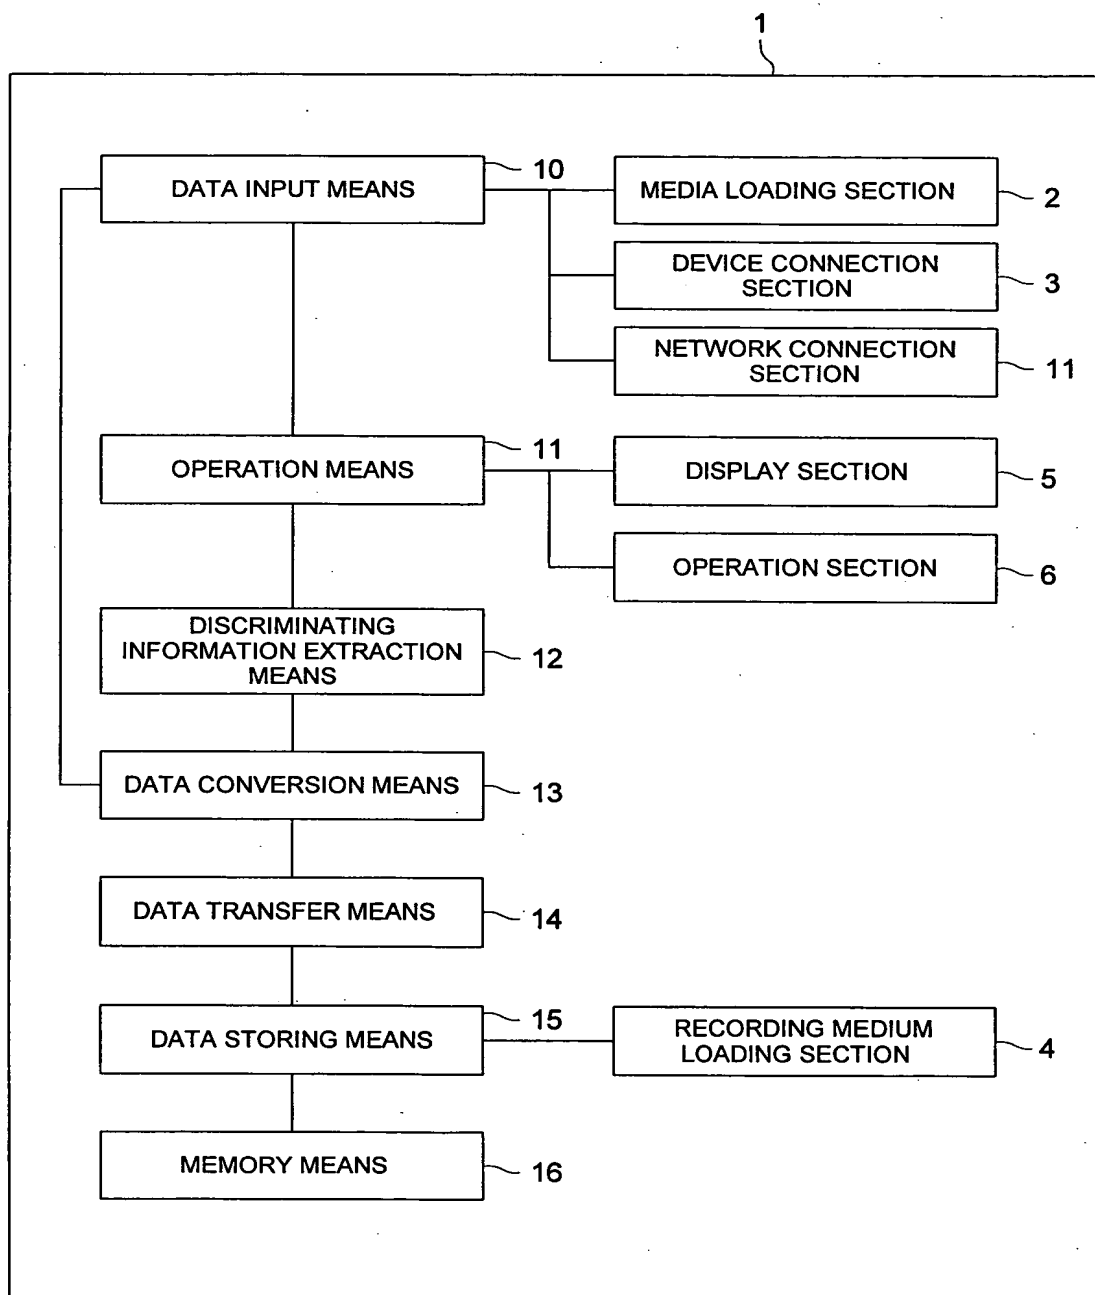 1
DATA INPUT MEANS
10
MEDIA LOADING SECTION
2
DEVICE CONNECTION
SECTION
3
NETWORK CONNECTION
SECTION
11
OPERATION MEANS
11
DISPLAY SECTION
5
OPERATION SECTION
6
DISCRIMINATING
INFORMATION EXTRACTION
MEANS
12
DATA CONVERSION MEANS
13
DATA TRANSFER MEANS
14
DATA STORING MEANS
15
RECORDING MEDIUM
LOADING SECTION
4
MEMORY MEANS
16